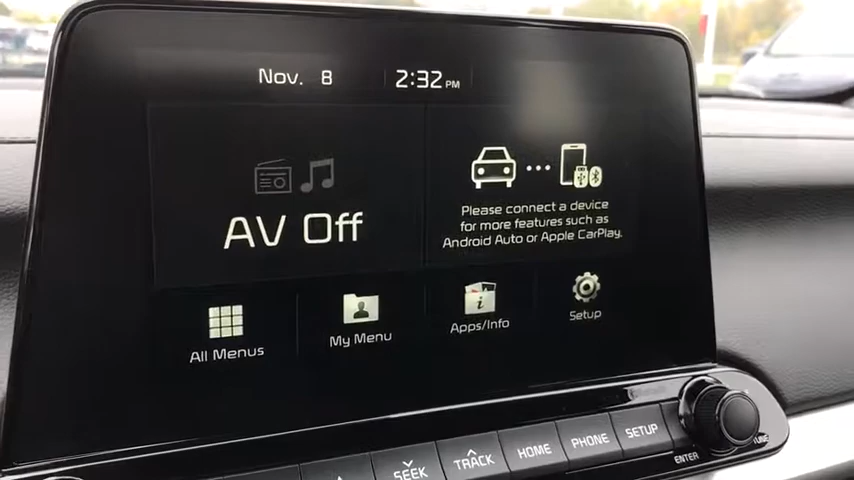 Nov. 8
2:32 PM
AV Off
Please connect a device
for more features such as
Android Auto or Apple CarPlay.
All Menus
My Menu
Apps/Info
Setup
SEEK
TRACK
HOME
PHONE
SETUP
ENTER
TUNE